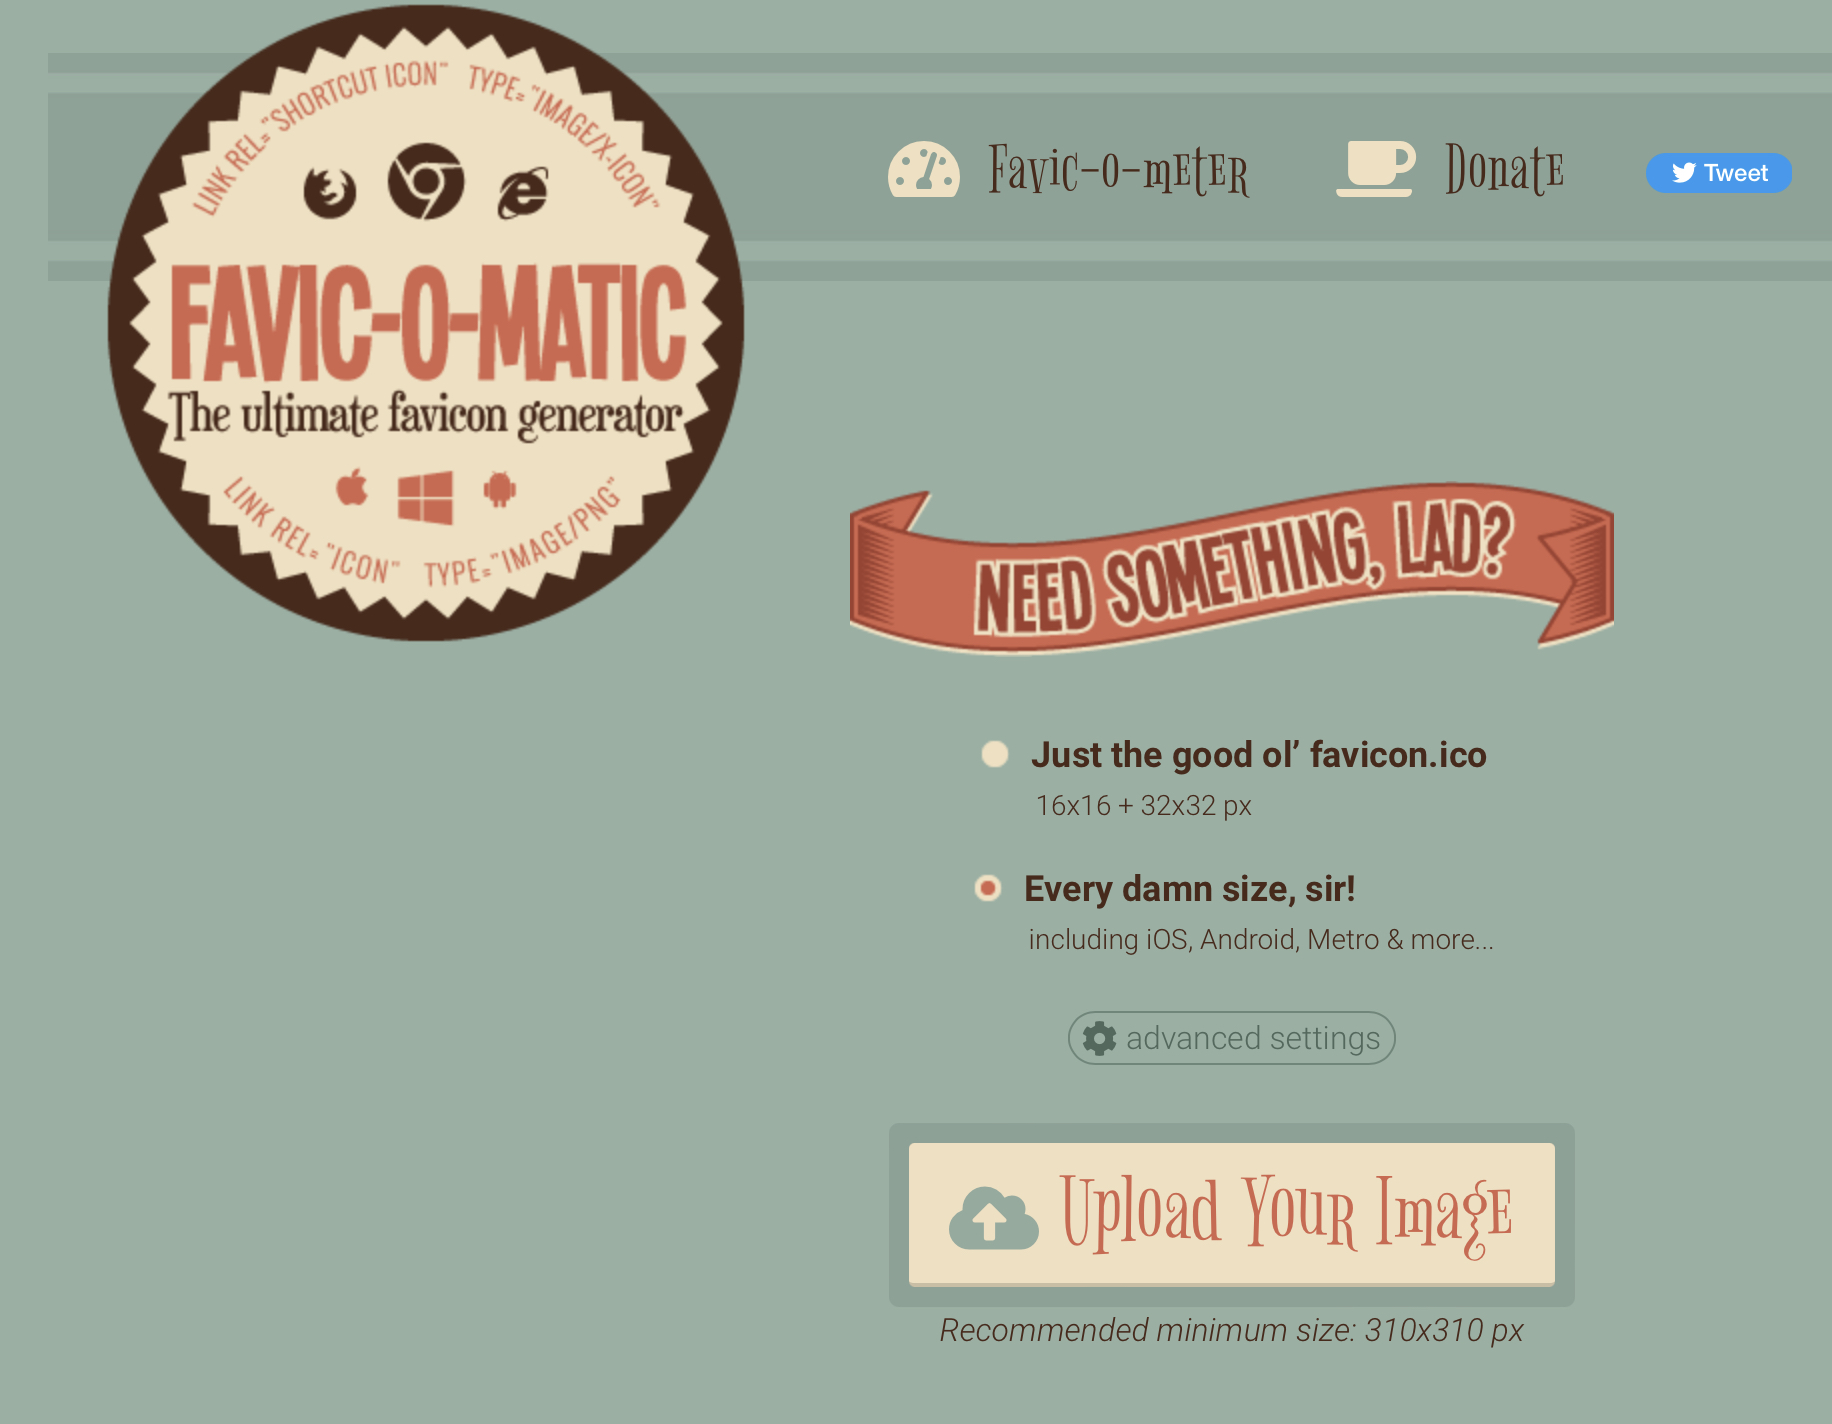 LINK REL="SHORTCUT ICON" TYPE="IMAGE/X-ICON"
FAVIC-O-MATIC
The ultimate favicon generator
LINK REL="ICON" TYPE="IMAGE/PNG"
Favic-o-meter
Donate
Tweet
NEED SOMETHING, LAD?
Just the good ol’ favicon.ico
16x16 + 32x32 px
Every damn size, sir!
including iOS, Android, Metro & more...
advanced settings
Upload Your Image
Recommended minimum size: 310x310 px